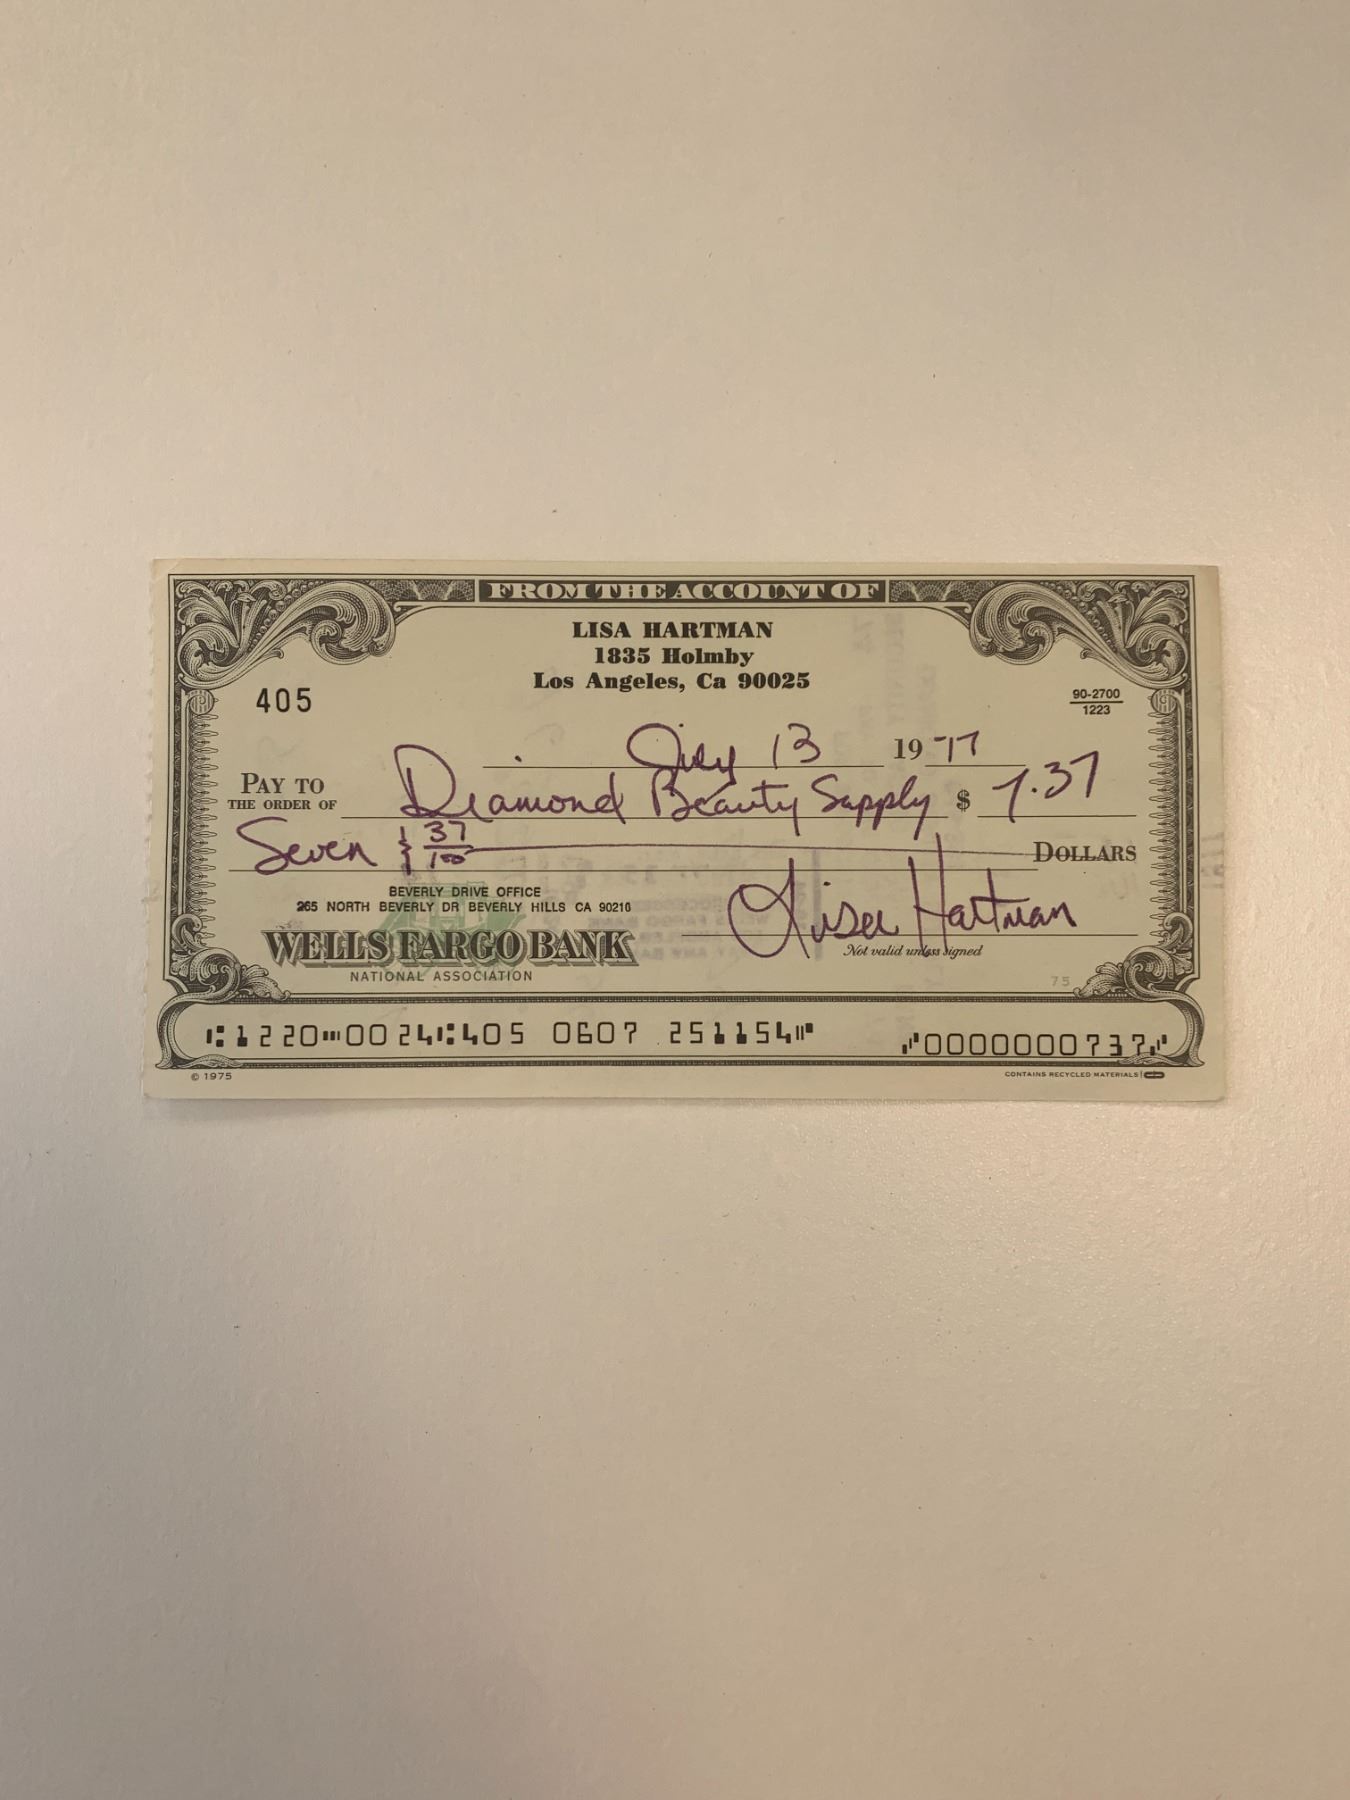 FROM THE ACCOUNT OF
LISA HARTMAN
1835 Holmby
Los Angeles, Ca 90025
405
90-2700
1223
July 13 19 77
PAY TO
THE ORDER OF Diamond Beauty Supply $ 7.37
Seven & 37/100 DOLLARS
BEVERLY DRIVE OFFICE
265 NORTH BEVERLY DR BEVERLY HILLS CA 90210
WELLS FARGO BANK
NATIONAL ASSOCIATION
Lisa Hartman
Not valid unless signed
75
⑆1220⑉0024⑆405 0607 251154⑈ ⑇0000000737⑇
© 1975
CONTAINS RECYCLED MATERIALS